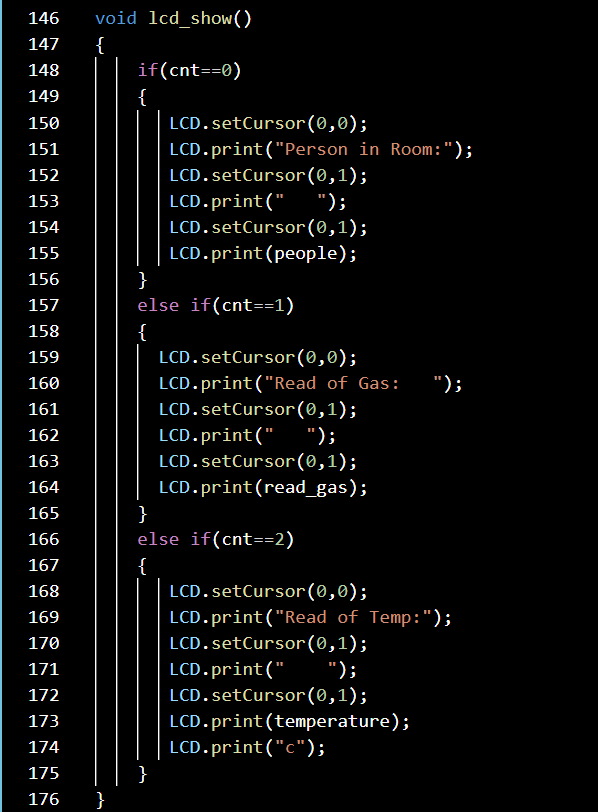 146 void lcd_show()
147 {
148 if(cnt==0)
149 {
150 LCD.setCursor(0,0);
151 LCD.print("Person in Room:");
152 LCD.setCursor(0,1);
153 LCD.print("   ");
154 LCD.setCursor(0,1);
155 LCD.print(people);
156 }
157 else if(cnt==1)
158 {
159 LCD.setCursor(0,0);
160 LCD.print("Read of Gas:   ");
161 LCD.setCursor(0,1);
162 LCD.print("   ");
163 LCD.setCursor(0,1);
164 LCD.print(read_gas);
165 }
166 else if(cnt==2)
167 {
168 LCD.setCursor(0,0);
169 LCD.print("Read of Temp:");
170 LCD.setCursor(0,1);
171 LCD.print("    ");
172 LCD.setCursor(0,1);
173 LCD.print(temperature);
174 LCD.print("c");
175 }
176 }